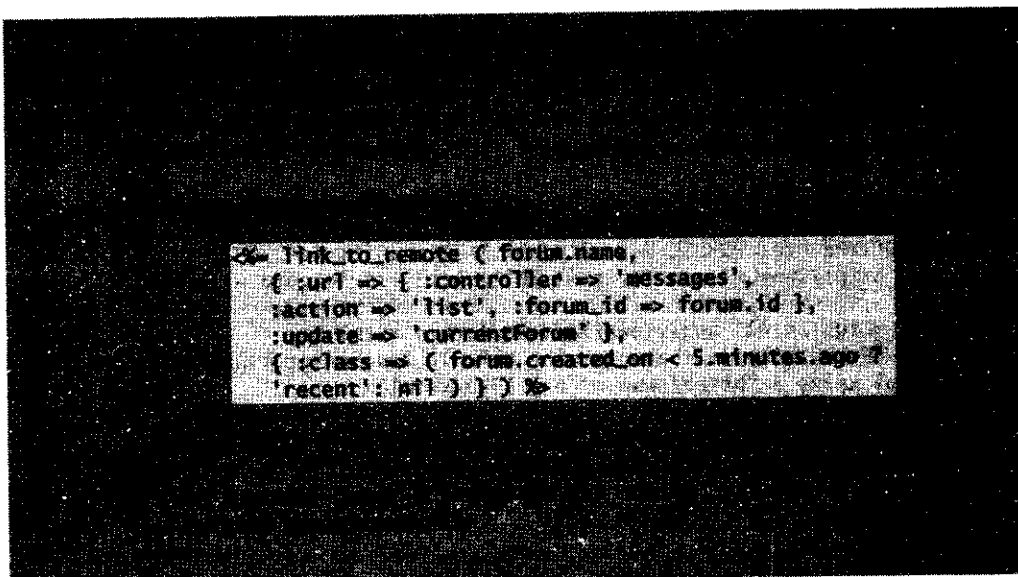 <%= link_to_remote ( forum.name,
{ :url => { :controller => 'messages',
:action => 'list', :forum_id => forum.id },
:update => 'currentForum' },
{ :class => ( forum.created_on < 5.minutes.ago ?
'recent': nil ) } ) %>